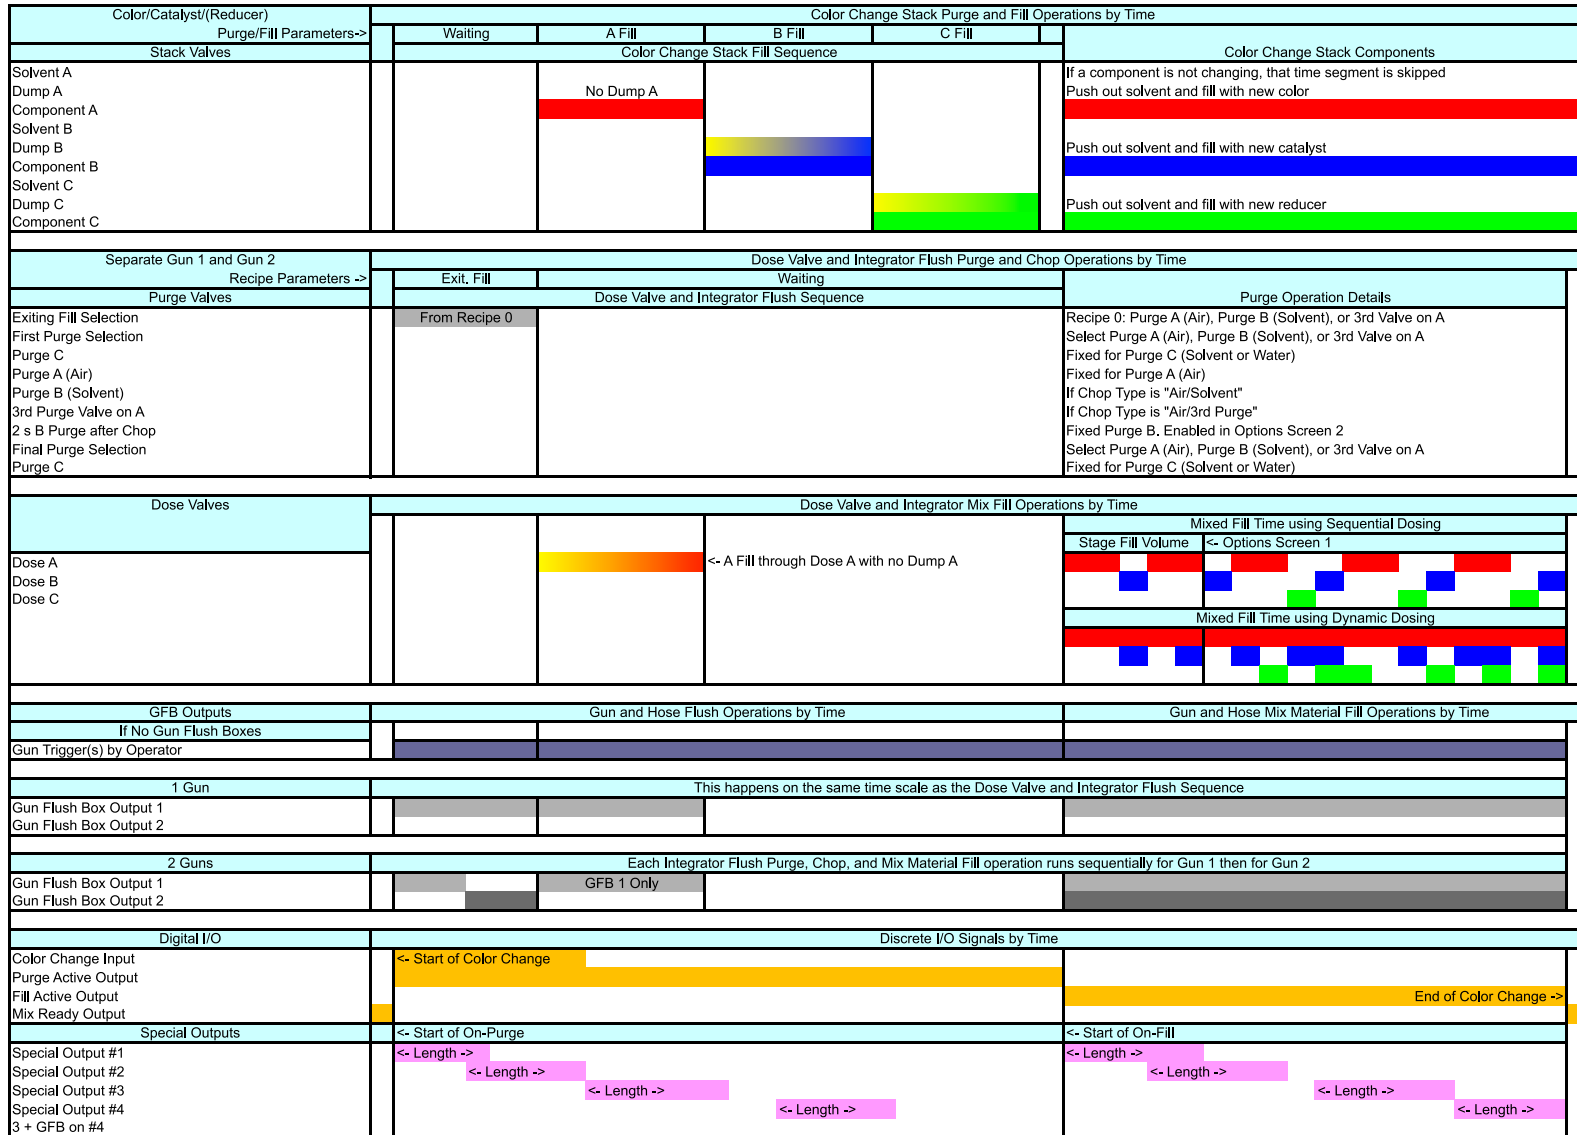 Color/Catalyst/(Reducer) Color Change Stack Purge and Fill Operations by Time
Purge/Fill Parameters-> Waiting A Fill B Fill C Fill
Stack Valves Color Change Stack Fill Sequence Color Change Stack Components
Solvent A If a component is not changing, that time segment is skipped
Dump A No Dump A Push out solvent and fill with new color
Component A
Solvent B
Dump B Push out solvent and fill with new catalyst
Component B
Solvent C
Dump C Push out solvent and fill with new reducer
Component C
Separate Gun 1 and Gun 2 Dose Valve and Integrator Flush Purge and Chop Operations by Time
Recipe Parameters -> Exit. Fill Waiting
Purge Valves Dose Valve and Integrator Flush Sequence Purge Operation Details
Exiting Fill Selection From Recipe 0 Recipe 0: Purge A (Air), Purge B (Solvent), or 3rd Valve on A
First Purge Selection Select Purge A (Air), Purge B (Solvent), or 3rd Valve on A
Purge C Fixed for Purge C (Solvent or Water)
Purge A (Air) Fixed for Purge A (Air)
Purge B (Solvent) If Chop Type is "Air/Solvent"
3rd Purge Valve on A If Chop Type is "Air/3rd Purge"
2 s B Purge after Chop Fixed Purge B. Enabled in Options Screen 2
Final Purge Selection Select Purge A (Air), Purge B (Solvent), or 3rd Valve on A
Purge C Fixed for Purge C (Solvent or Water)
Dose Valves Dose Valve and Integrator Mix Fill Operations by Time
Mixed Fill Time using Sequential Dosing
Stage Fill Volume <- Options Screen 1
Dose A <- A Fill through Dose A with no Dump A
Dose B
Dose C
Mixed Fill Time using Dynamic Dosing
GFB Outputs Gun and Hose Flush Operations by Time Gun and Hose Mix Material Fill Operations by Time
If No Gun Flush Boxes
Gun Trigger(s) by Operator
1 Gun This happens on the same time scale as the Dose Valve and Integrator Flush Sequence
Gun Flush Box Output 1
Gun Flush Box Output 2
2 Guns Each Integrator Flush Purge, Chop, and Mix Material Fill operation runs sequentially for Gun 1 then for Gun 2
Gun Flush Box Output 1 GFB 1 Only
Gun Flush Box Output 2
Digital I/O Discrete I/O Signals by Time
Color Change Input <- Start of Color Change
Purge Active Output
Fill Active Output End of Color Change ->
Mix Ready Output
Special Outputs <- Start of On-Purge <- Start of On-Fill
Special Output #1 <- Length -> <- Length ->
Special Output #2 <- Length -> <- Length ->
Special Output #3 <- Length -> <- Length ->
Special Output #4 <- Length -> <- Length ->
3 + GFB on #4